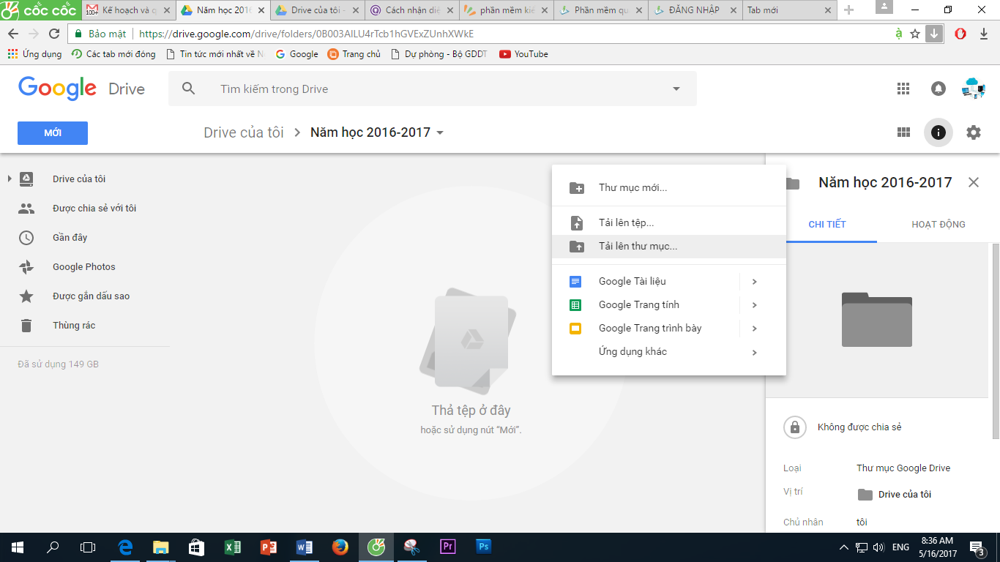 cốc cốc
100+ Kế hoạch và q
Năm học 2016
Drive của tôi -
Cách nhận diệ
phần mềm kiể
Phần mềm qu
ĐĂNG NHẬP
Tab mới
Bảo mật
https://drive.google.com/drive/folders/0B003AlLU4rTcb1hGVExZUnhXWkE
à
Ứng dụng
Các tab mới đóng
Tin tức mới nhất về N
Google
Trang chủ
Dự phòng - Bộ GDDT
YouTube
Google Drive
Tìm kiếm trong Drive
MỚI
Drive của tôi > Năm học 2016-2017
Drive của tôi
Được chia sẻ với tôi
Gần đây
Google Photos
Được gắn dấu sao
Thùng rác
Đã sử dụng 149 GB
Thả tệp ở đây
hoặc sử dụng nút “Mới”.
Thư mục mới...
Tải lên tệp...
Tải lên thư mục...
Google Tài liệu
Google Trang tính
Google Trang trình bày
Ứng dụng khác
Năm học 2016-2017
CHI TIẾT
HOẠT ĐỘNG
Không được chia sẻ
Loại Thư mục Google Drive
Vị trí Drive của tôi
Chủ nhân tôi
Pr
Ps
ENG
8:36 AM
5/16/2017
3